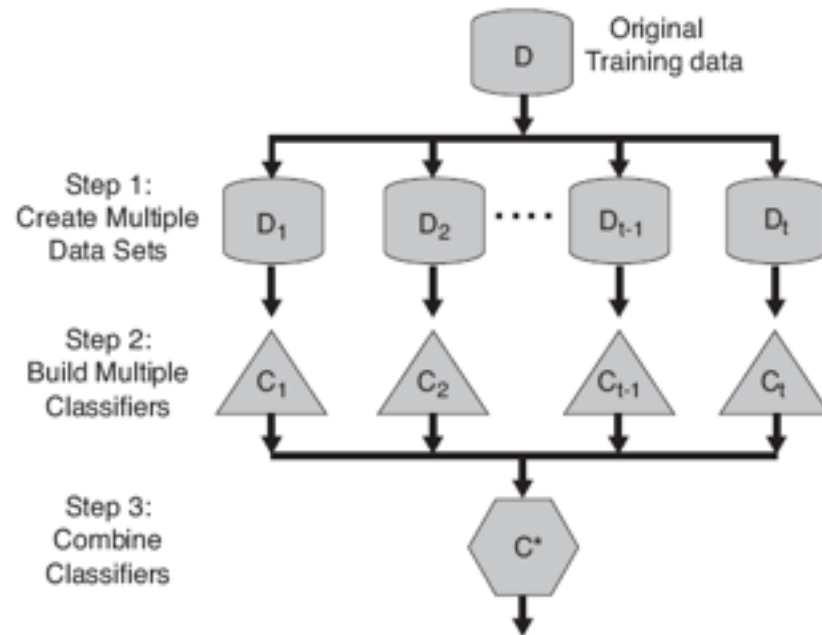 Original
Training data
D
Step 1:
Create Multiple
Data Sets
D₁
D₂
....
Dₜ₋₁
Dₜ
Step 2:
Build Multiple
Classifiers
C₁
C₂
Cₜ₋₁
Cₜ
Step 3:
Combine
Classifiers
C*